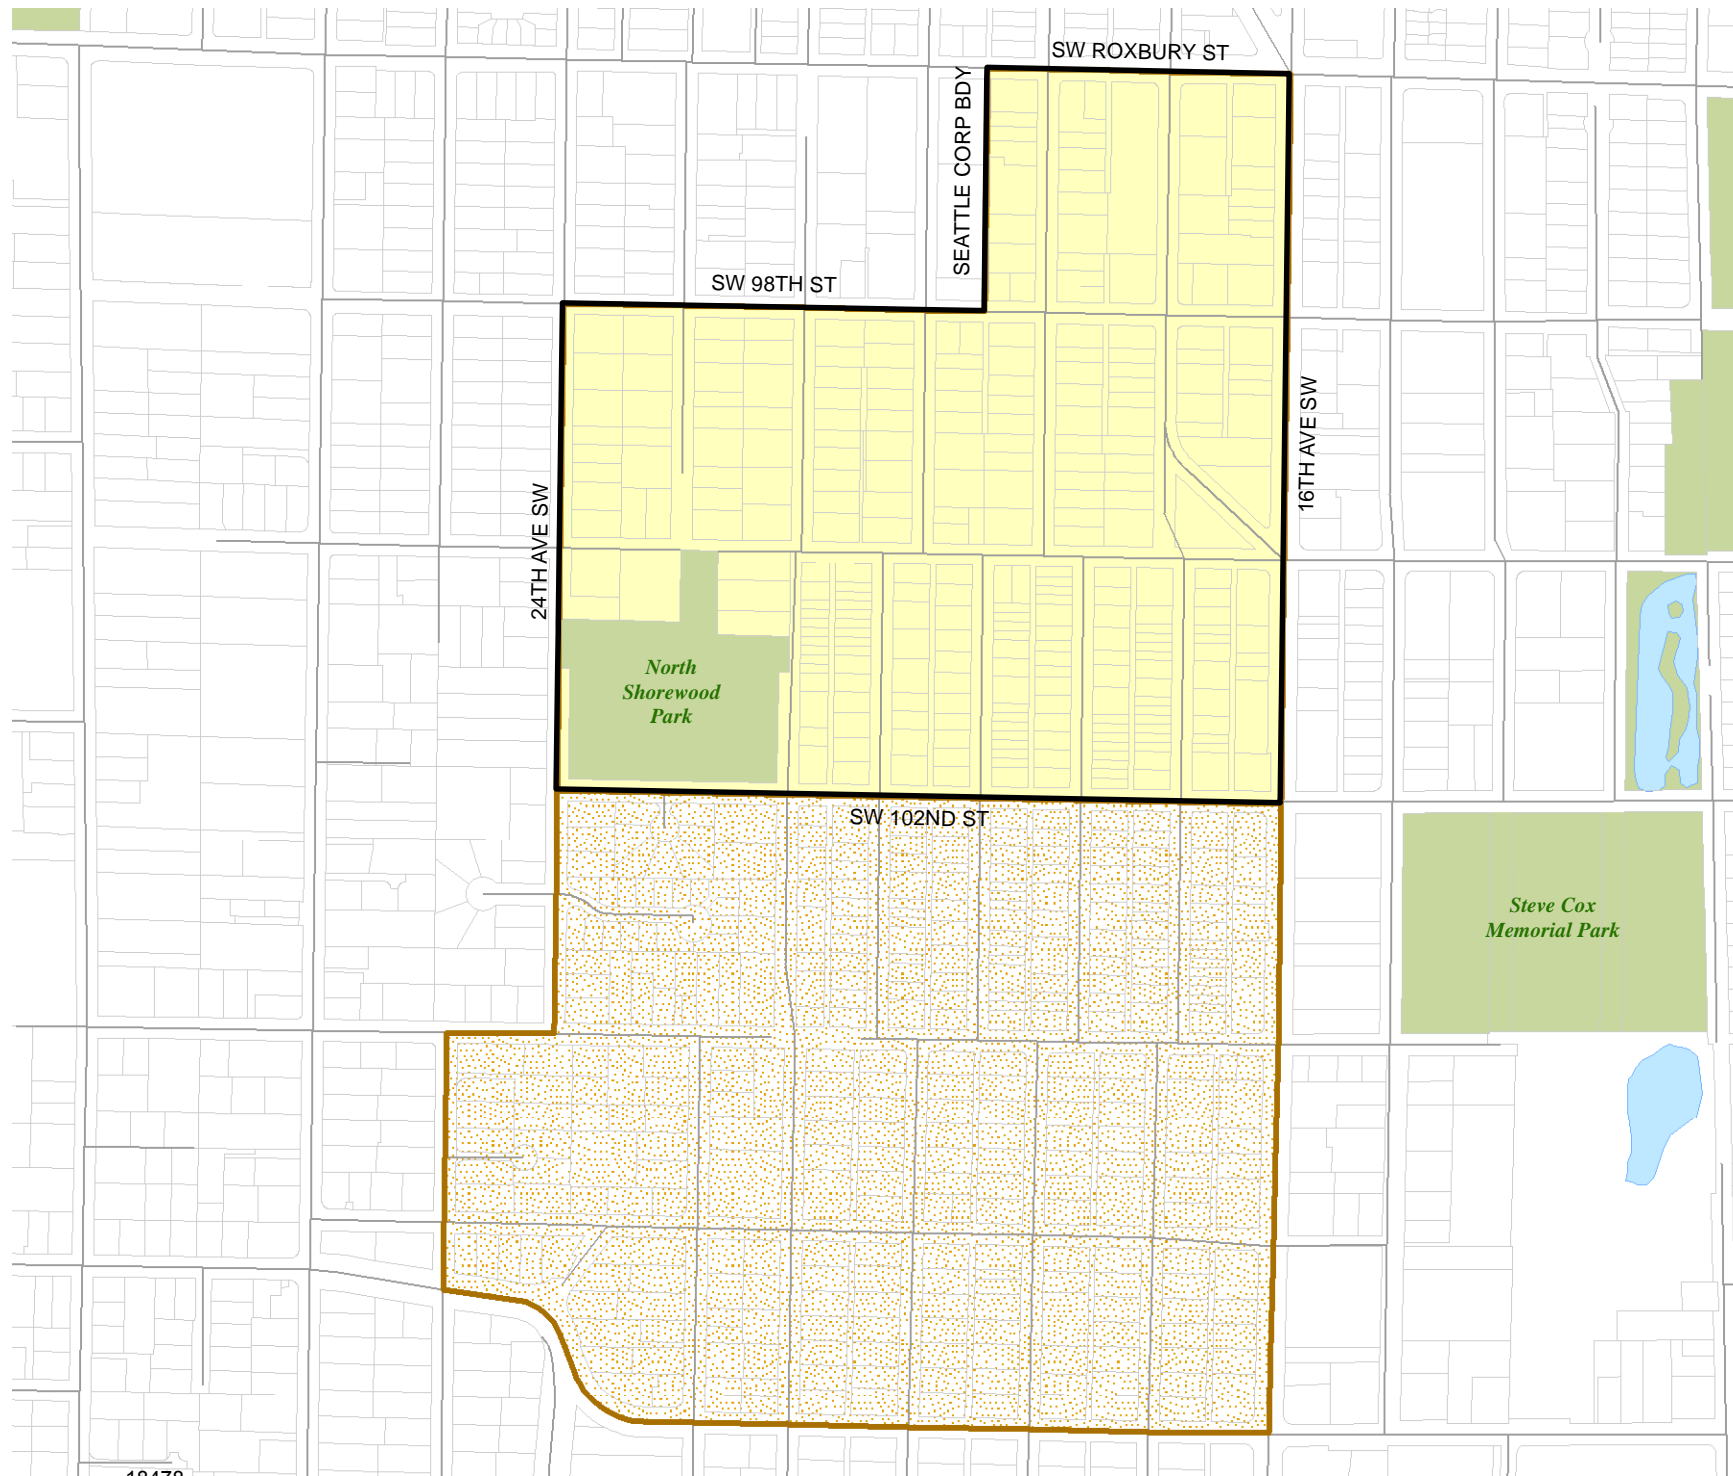 SW ROXBURY ST
SEATTLE CORP BDY
SW 98TH ST
16TH AVE SW
24TH AVE SW
North
Shorewood
Park
SW 102ND ST
Steve Cox
Memorial Park
18478